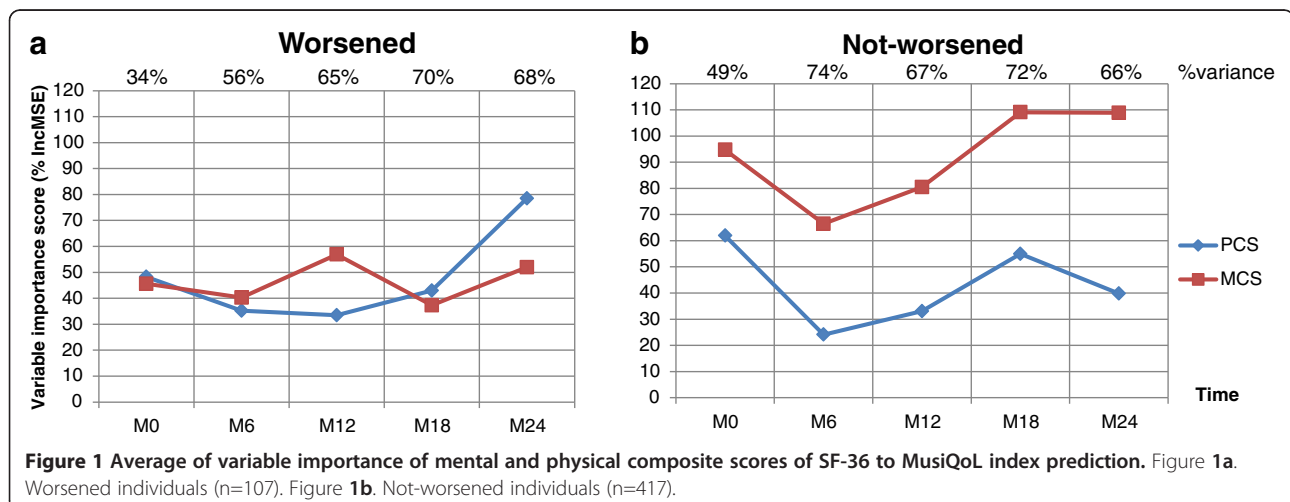 a Worsened
34% 56% 65% 70% 68%
Variable importance score (% IncMSE)
120
110
100
90
80
70
60
50
40
30
20
10
0
M0 M6 M12 M18 M24
b Not-worsened
49% 74% 67% 72% 66% %variance
120
110
100
90
80
70
60
50
40
30
20
10
0
M0 M6 M12 M18 M24
Time
PCS
MCS
Figure 1 Average of variable importance of mental and physical composite scores of SF-36 to MusiQoL index prediction. Figure 1a.
Worsened individuals (n=107). Figure 1b. Not-worsened individuals (n=417).